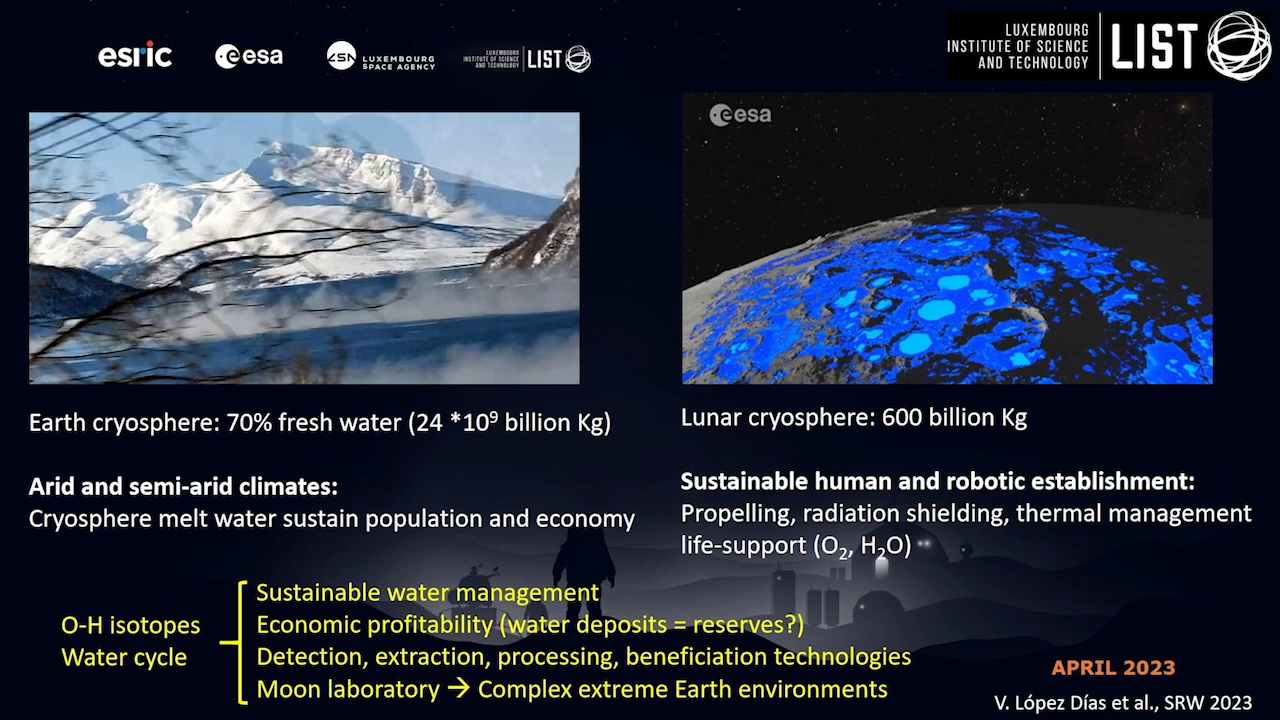 esric
esa
LSA LUXEMBOURG SPACE AGENCY
LUXEMBOURG INSTITUTE OF SCIENCE AND TECHNOLOGY LIST
LUXEMBOURG
INSTITUTE OF SCIENCE
AND TECHNOLOGY
LIST
esa
Earth cryosphere: 70% fresh water (24 *10⁹ billion Kg)
Lunar cryosphere: 600 billion Kg
Arid and semi-arid climates:
Cryosphere melt water sustain population and economy
Sustainable human and robotic establishment:
Propelling, radiation shielding, thermal management
life-support (O₂, H₂O)
O-H isotopes
Water cycle
Sustainable water management
Economic profitability (water deposits = reserves?)
Detection, extraction, processing, beneficiation technologies
Moon laboratory → Complex extreme Earth environments
APRIL 2023
V. López Días et al., SRW 2023